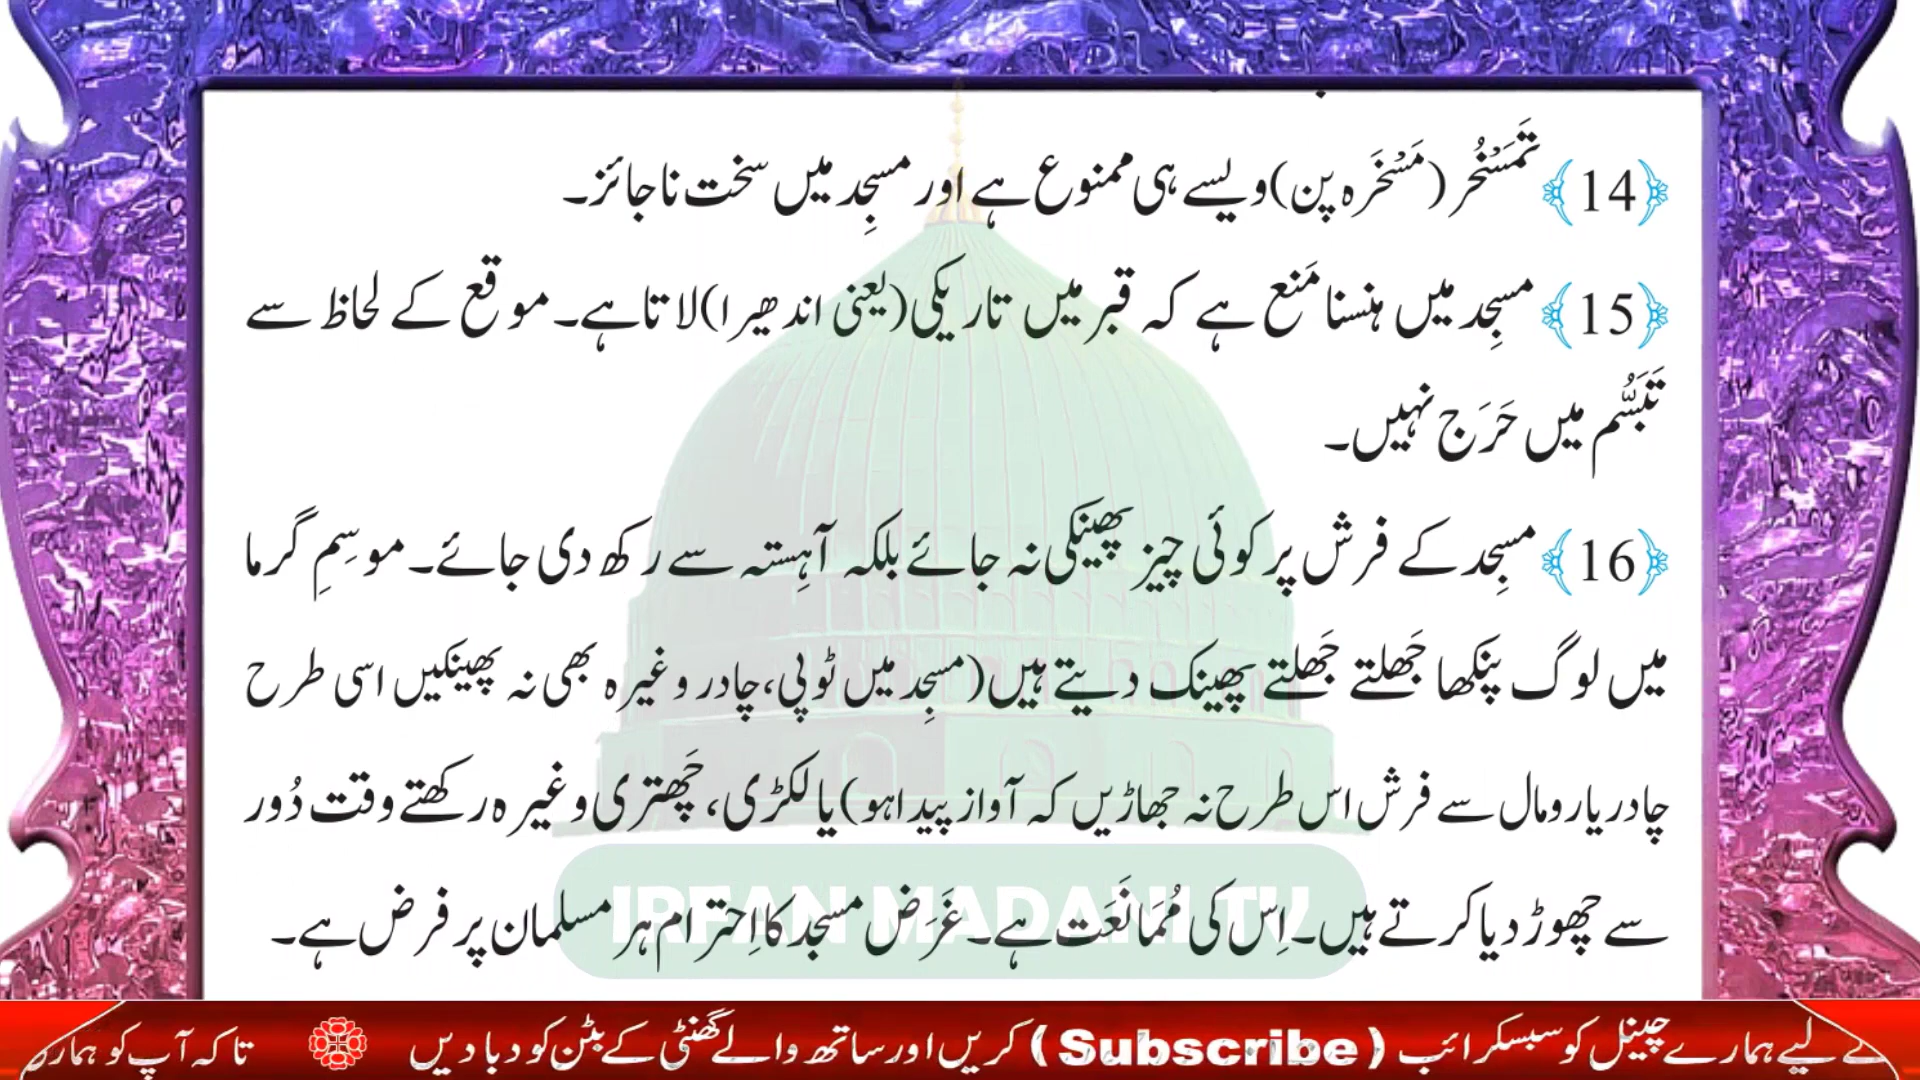 ﴿14﴾ تَمَسْخُر (مَسْخَرہ پن) ویسے ہی ممنوع ہے اور مسجِد میں سخت ناجائز۔
﴿15﴾ مسجِد میں ہنسنا مَنع ہے کہ قبر میں تاریکی (یعنی اندھیرا) لاتا ہے۔ موقع کے لحاظ سے
تَبَسُّم میں حَرَج نہیں۔
﴿16﴾ مسجِد کے فرش پر کوئی چیز پھینکی نہ جائے بلکہ آہِستہ سے رکھ دی جائے۔ موسِمِ گرما
میں لوگ پنکھا جَھلتے جَھلتے پھینک دیتے ہیں (مسجِد میں ٹوپی، چادر وغیرہ بھی نہ پھینکیں اسی طرح
چادر یا رومال سے فرش اس طرح نہ جھاڑیں کہ آواز پیدا ہو) یا لکڑی، چَھتری وغیرہ رکھتے وقت دُور
سے چھوڑ دیا کرتے ہیں۔ اِس کی مُمَانَعَت ہے۔ غَرَض مسجد کا اِحترام ہر مسلمان پر فرض ہے۔
IRFAN MADANI TV
کے لیے ہمارے چینل کو سبسکرائب (Subscribe) کریں اور ساتھ والے گھنٹی کے بٹن کو دبا دیں تاکہ آپ کو